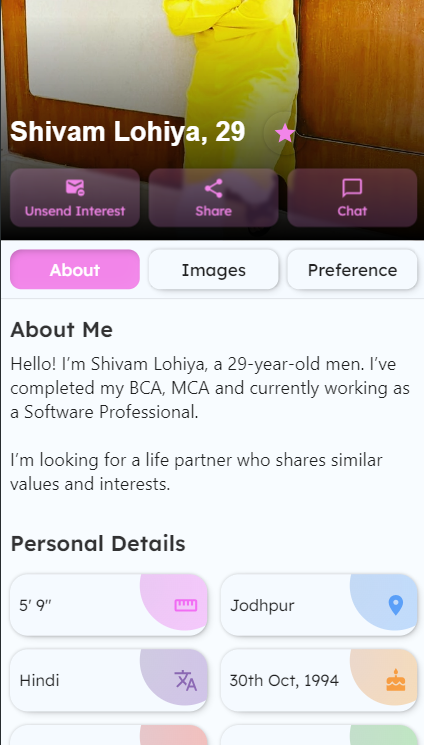 Shivam Lohiya, 29
Unsend Interest
Share
Chat
About
Images
Preference
About Me
Hello! I'm Shivam Lohiya, a 29-year-old men. I've
completed my BCA, MCA and currently working as
a Software Professional.
I'm looking for a life partner who shares similar
values and interests.
Personal Details
5' 9"
Jodhpur
Hindi
30th Oct, 1994